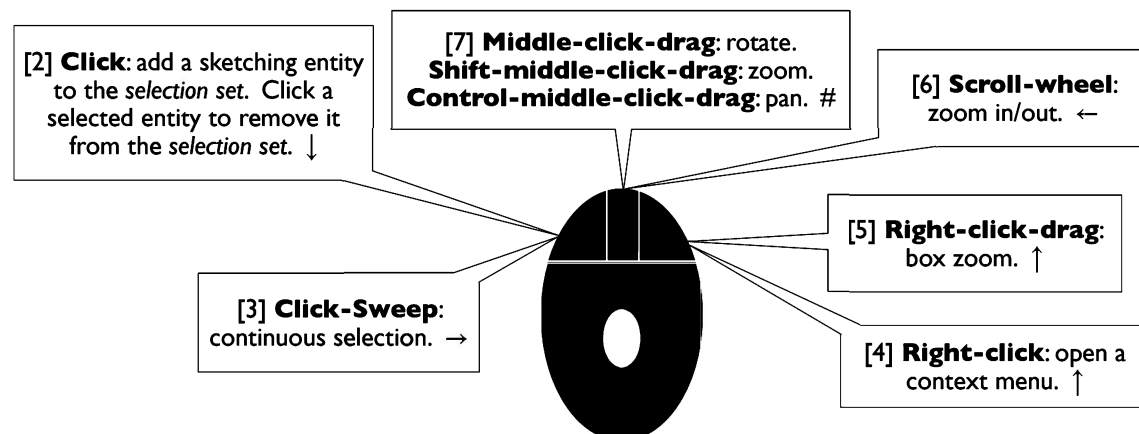 [2] Click: add a sketching entity
to the selection set. Click a
selected entity to remove it
from the selection set. ↓
[7] Middle-click-drag: rotate.
Shift-middle-click-drag: zoom.
Control-middle-click-drag: pan. #
[6] Scroll-wheel:
zoom in/out. ←
[5] Right-click-drag:
box zoom. ↑
[3] Click-Sweep:
continuous selection. →
[4] Right-click: open a
context menu. ↑